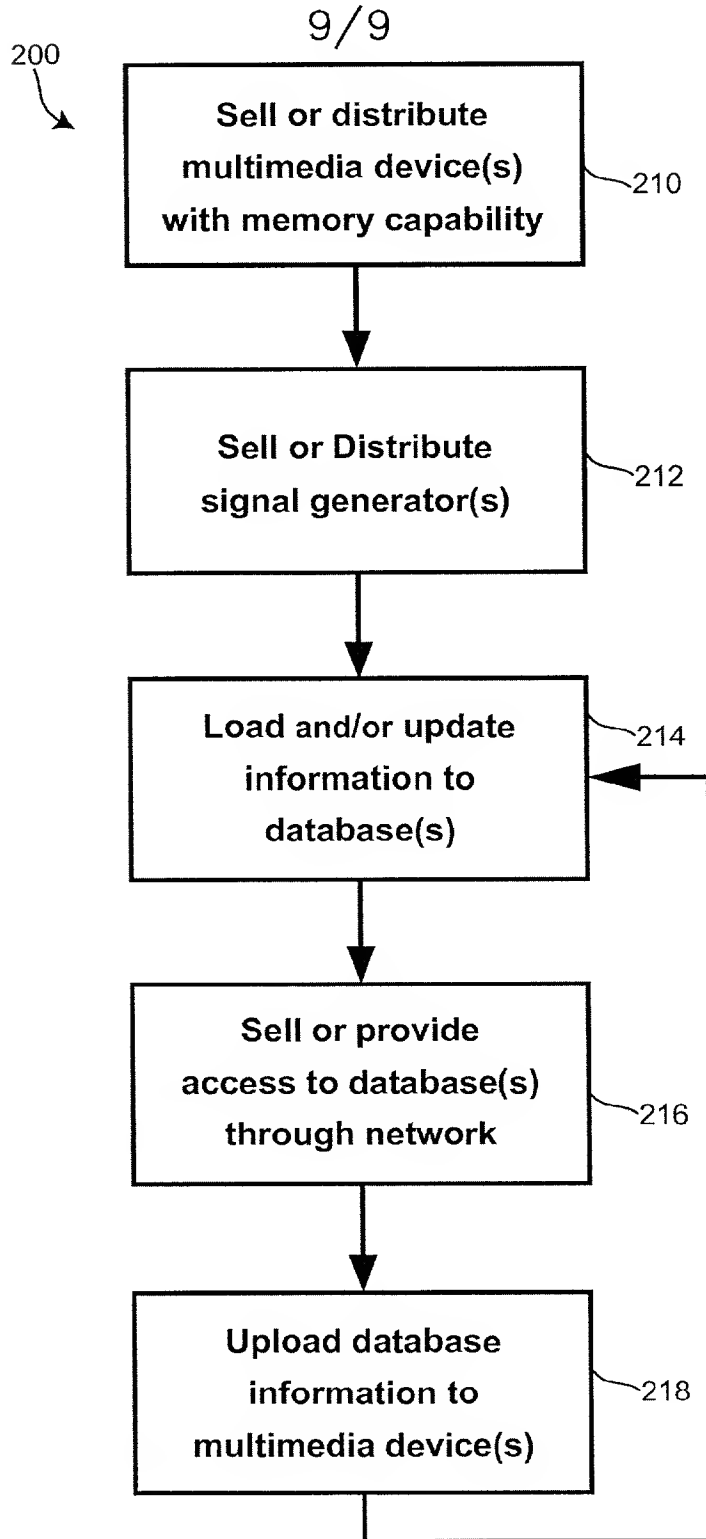 9/9
200
Sell or distribute
multimedia device(s)
with memory capability
210
Sell or Distribute
signal generator(s)
212
Load and/or update
information to
database(s)
214
Sell or provide
access to database(s)
through network
216
Upload database
information to
multimedia device(s)
218